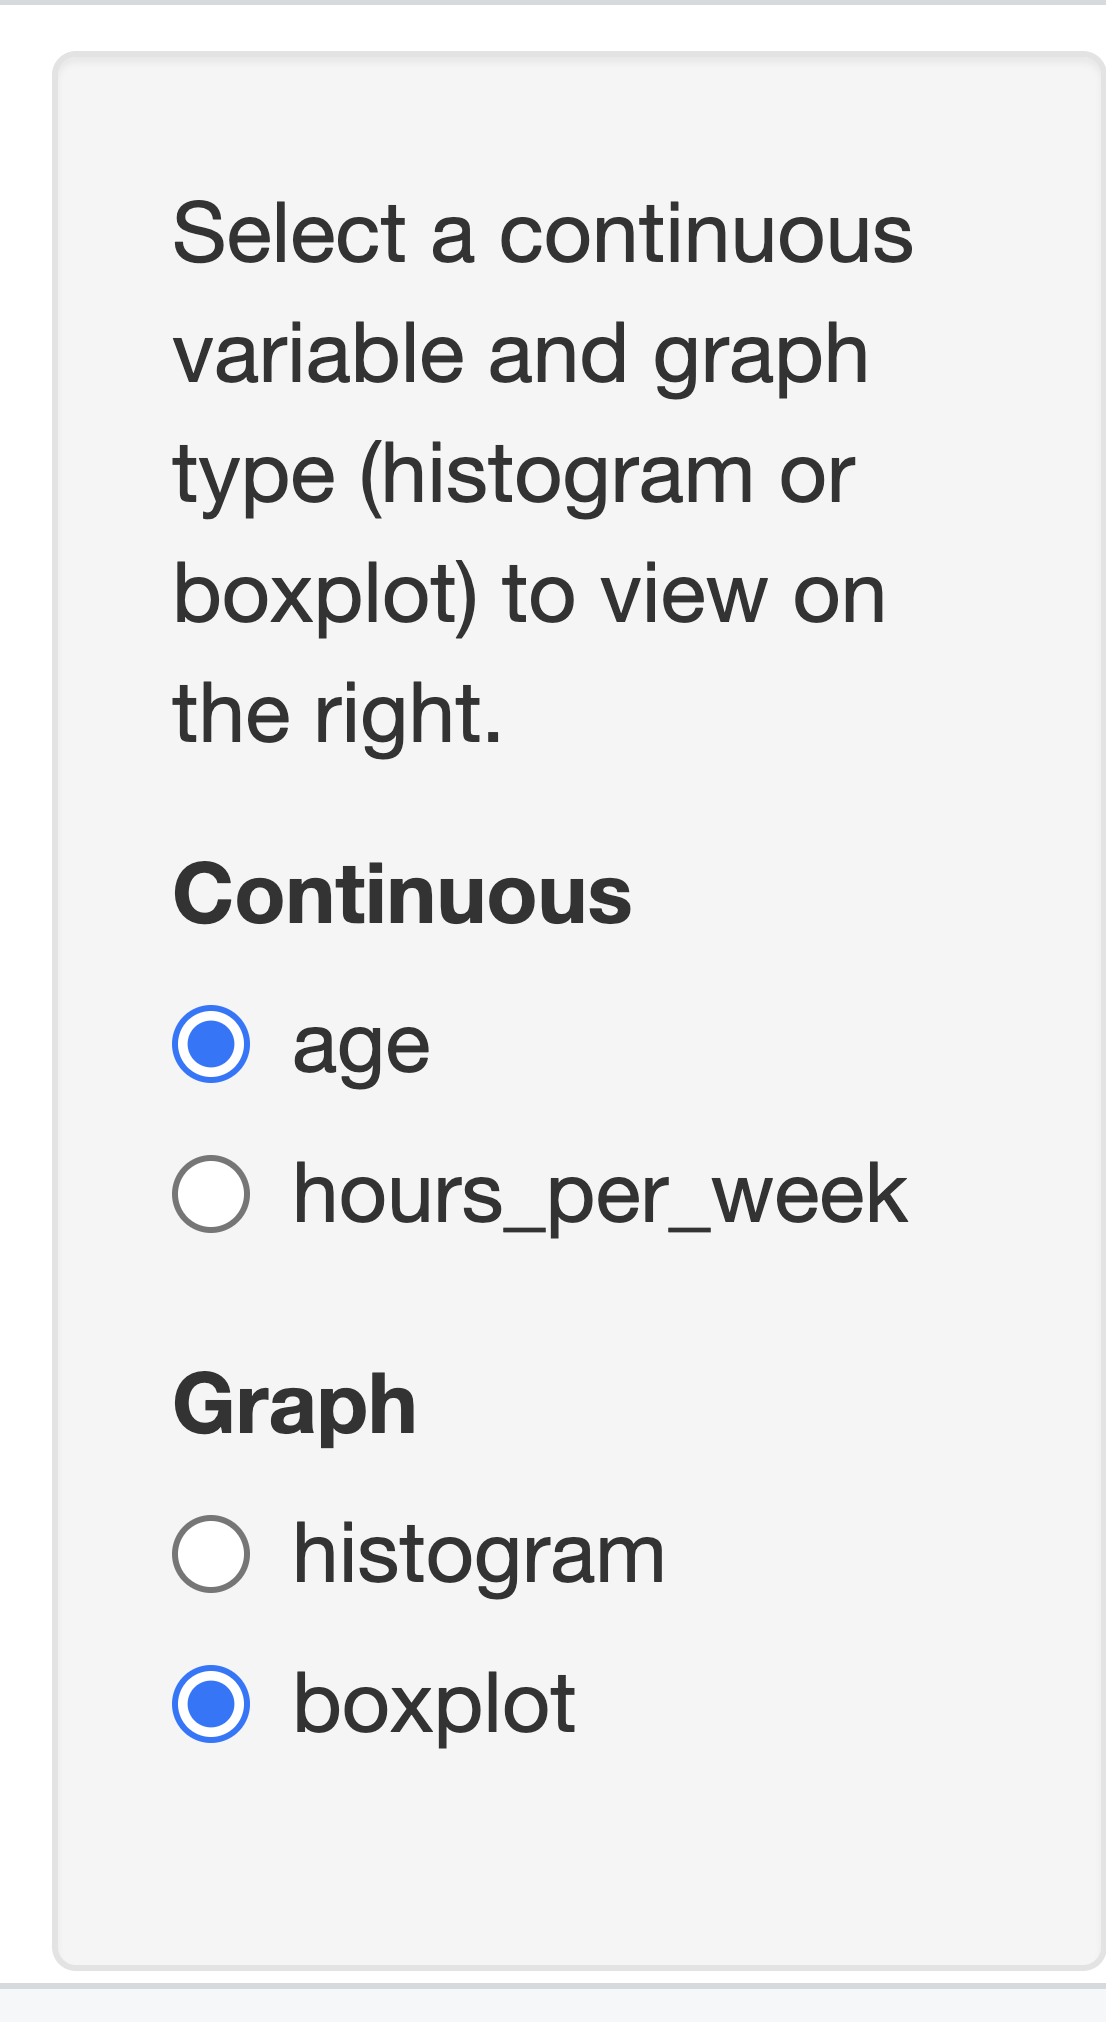 Select a continuous
variable and graph
type (histogram or
boxplot) to view on
the right.
Continuous
age
hours_per_week
Graph
histogram
boxplot